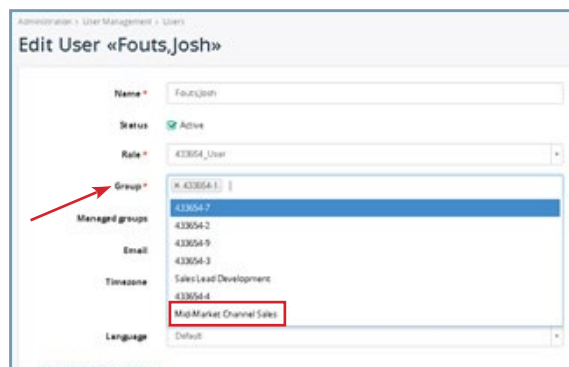 Administration > User Management > Users
Edit User «Fouts,Josh»
Name *
Fouts,Josh
Status
Active
Role *
433654_User
Group *
× 433654-1
Managed groups
433654-7
433654-2
433654-9
433654-3
Email
Timezone
Sales Lead Development
433654-4
Mid-Market Channel Sales
Language
Default